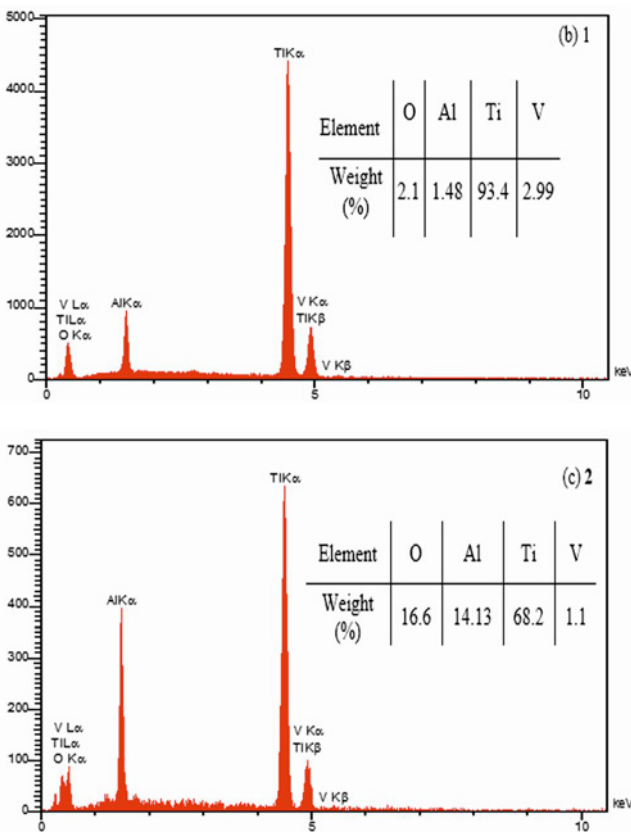 5000
(b) 1
TIKα
4000
Element O Al Ti V
Weight (%) 2.1 1.48 93.4 2.99
3000
2000
1000
V Lα
TILα
O Kα
AlKα
V Kα
TIKβ
V Kβ
0
0 5 10 keV
700
(c) 2
TIKα
600
Element O Al Ti V
Weight (%) 16.6 14.13 68.2 1.1
500
400
AlKα
300
200
100
V Lα
TILα
O Kα
V Kα
TIKβ
V Kβ
0
0 5 10 keV